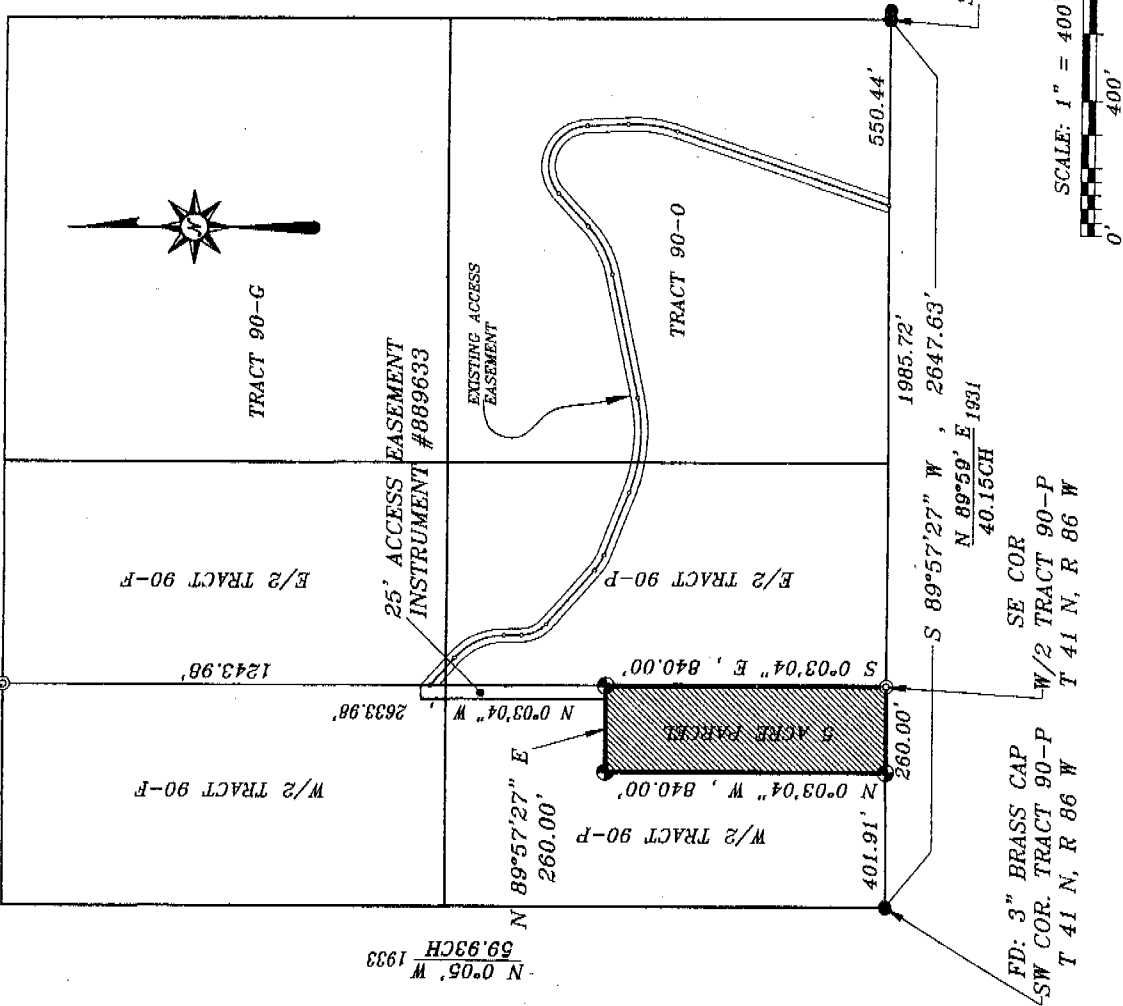 TRACT 90-G
25' ACCESS EASEMENT
INSTRUMENT #889633
EXISTING ACCESS
EASEMENT
TRACT 90-O
E/2 TRACT 90-F
E/2 TRACT 90-P
W/2 TRACT 90-F
W/2 TRACT 90-P
1243.98'
2633.98'
N 0°03'04" W ,
S 0°03'04" E , 840.00'
5 ACRE PARCEL
N 0°03'04" W , 840.00'
N 89°57'27" E
260.00'
N 0°05' W 1933
59.93CH
401.91'
260.00'
550.44'
1985.72'
S 89°57'27" W , 2647.63'
N 89°59' E 1931
40.15CH
SE COR
W/2 TRACT 90-P
T 41 N, R 86 W
FD: 3" BRASS CAP
SW COR. TRACT 90-P
T 41 N, R 86 W
SCALE: 1" = 400
0'
400'
N